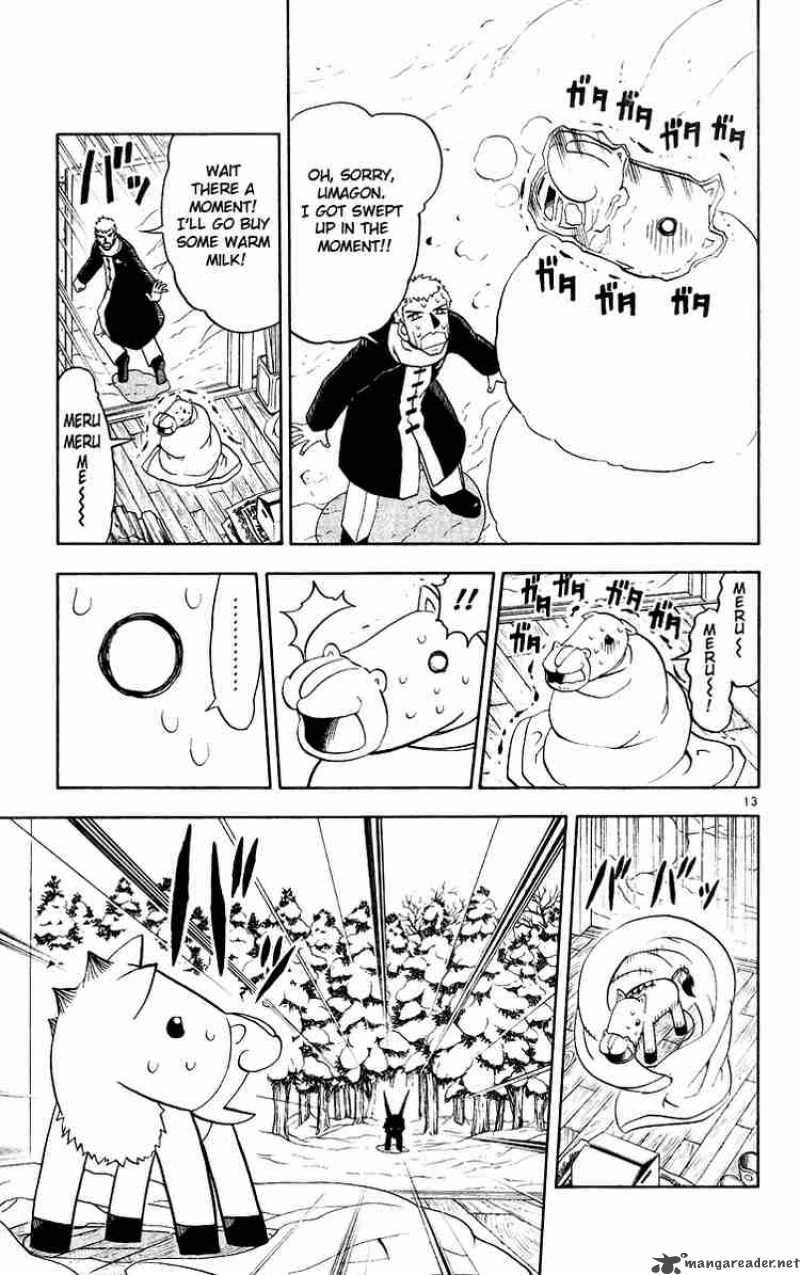 ガタ
ガタ
ガタ
ガタ
OH, SORRY,
UMAGON.
I GOT SWEPT
UP IN THE
MOMENT!!
ガタ
ガタ
ガタ
バッ
WAIT
THERE A
MOMENT!
I'LL GO BUY
SOME WARM
MILK!
MERU
MERU
ME~~~
ガタ
ガタ
ガタ
ガタ
ガタ
MERU~
MERU~!
!!
.........
13
バッ
バン
mangareader.net